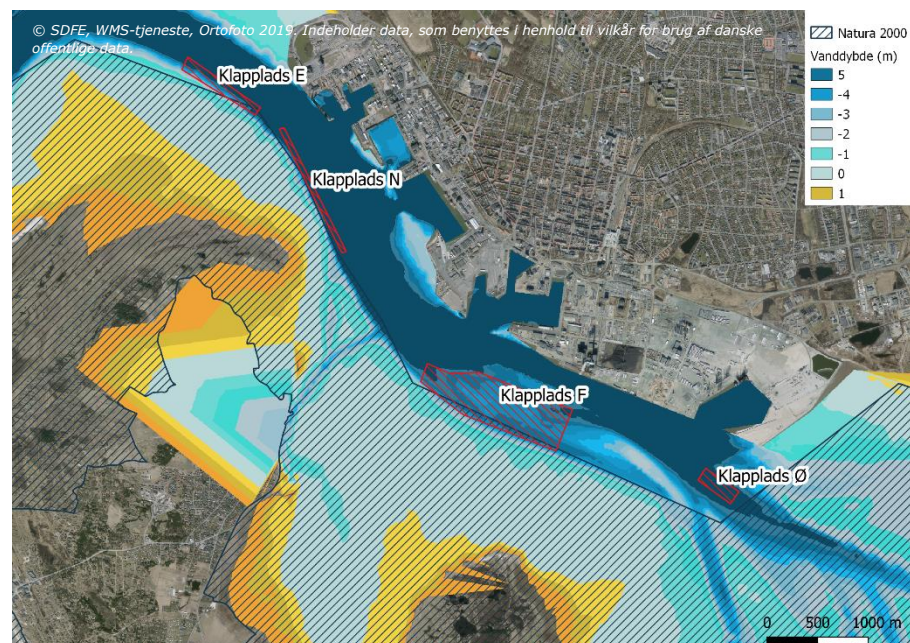 © SDFE, WMS-tjeneste, Ortofoto 2019. Indeholder data, som benyttes i henhold til vilkår for brug af danske
offentlige data.
Natura 2000
Vanddybde (m)
5
-4
-3
-2
-1
0
1
Klapplads E
Klapplads N
Klapplads F
Klapplads Ø
0 500 1000 m